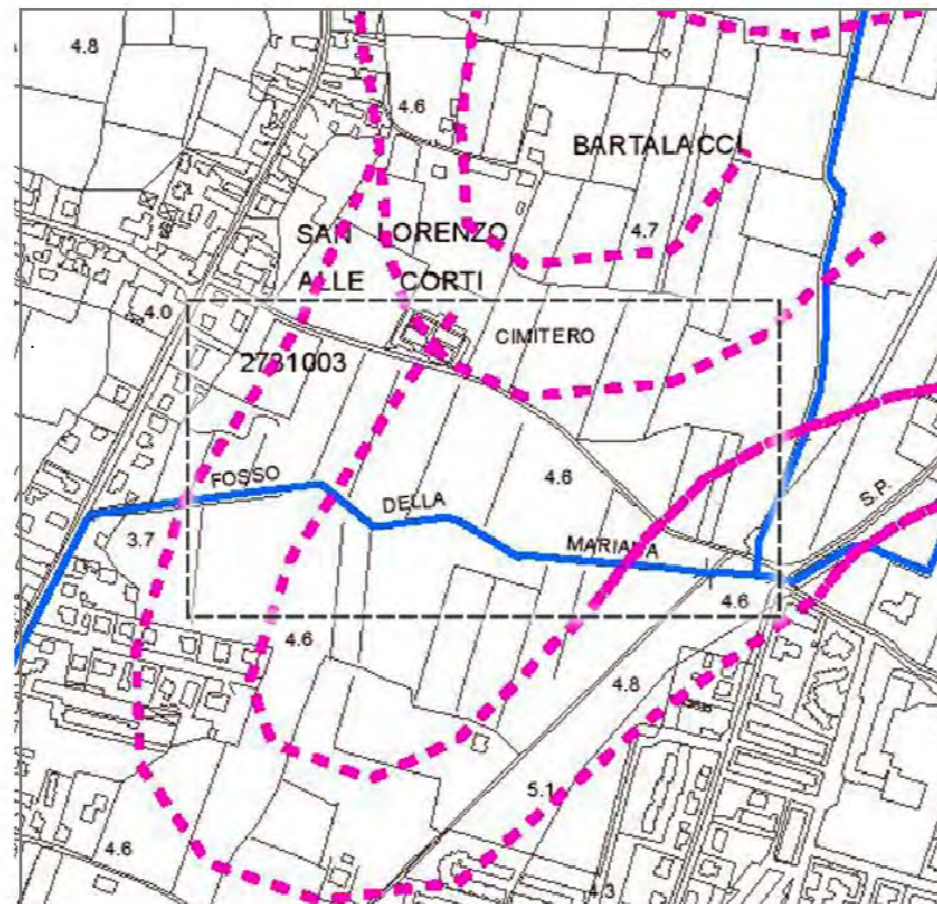 4.8
4.6
BARTALACCI
4.7
SAN LORENZO
ALLE CORTI
4.0
CIMITERO
2731003
4.6
FOSSO
DELLA
MARIANA
S.P.
3.7
4.6
4.6
4.8
5.1
4.6
4.3